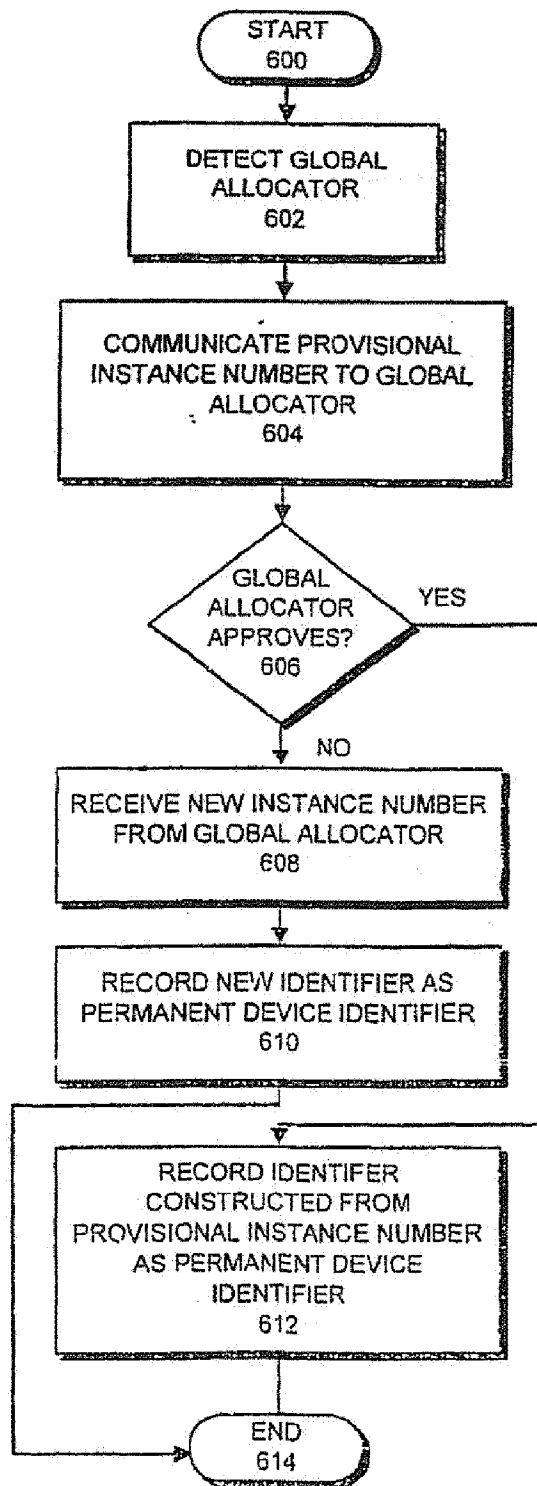 START
600
DETECT GLOBAL
ALLOCATOR
602
COMMUNICATE PROVISIONAL
INSTANCE NUMBER TO GLOBAL
ALLOCATOR
604
GLOBAL
ALLOCATOR
APPROVES?
606
YES
NO
RECEIVE NEW INSTANCE NUMBER
FROM GLOBAL ALLOCATOR
608
RECORD NEW IDENTIFIER AS
PERMANENT DEVICE IDENTIFIER
610
RECORD IDENTIFER
CONSTRUCTED FROM
PROVISIONAL INSTANCE NUMBER
AS PERMANENT DEVICE
IDENTIFIER
612
END
614